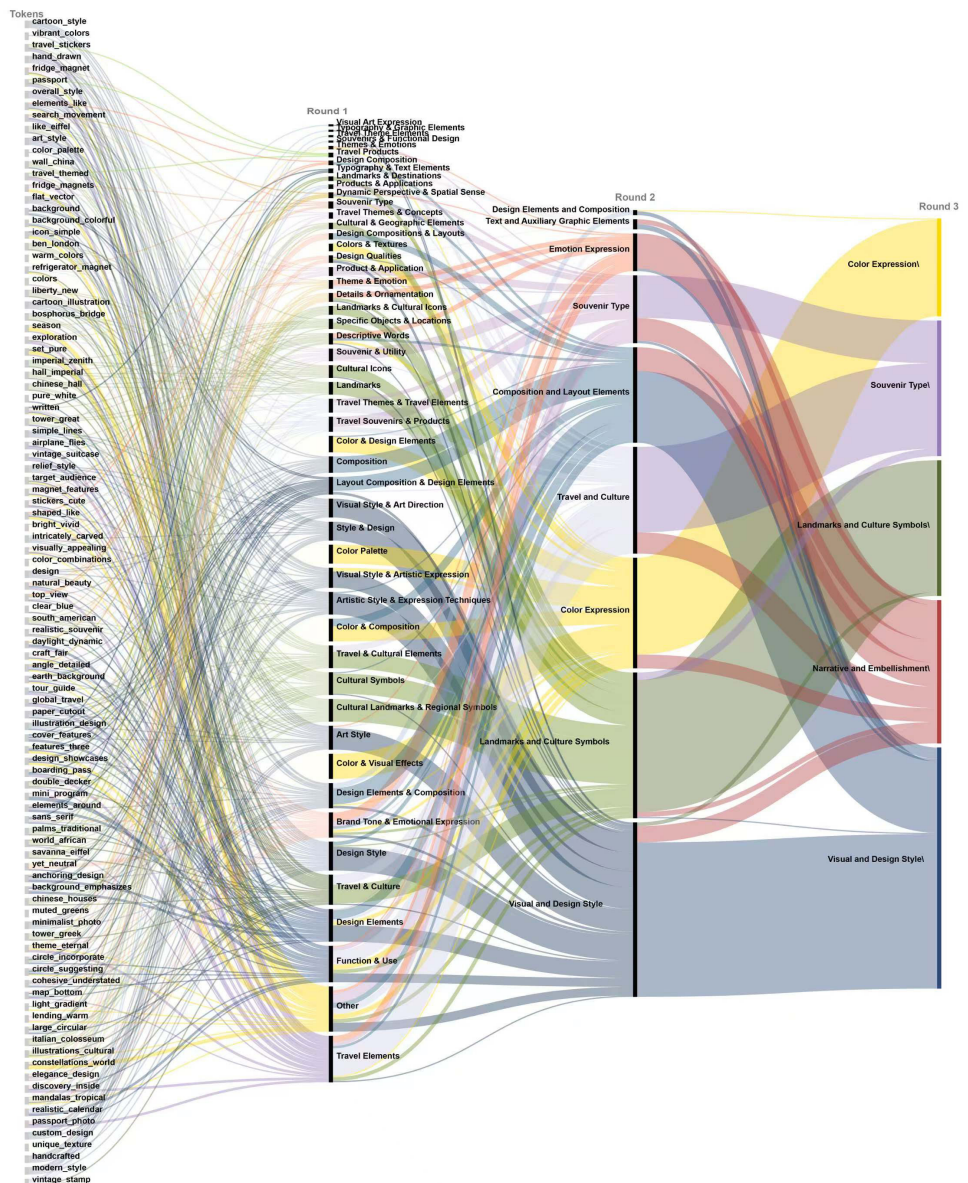 Tokens
cartoon_style
vibrant_colors
travel_stickers
hand_drawn
fridge_magnet
passport
overall_style
elements_like
search_movement
like_eiffel
art_style
color_palette
wall_china
travel_themed
fridge_magnets
flat_vector
background
background_colorful
icon_simple
ben_london
warm_colors
refrigerator_magnet
colors
liberty_new
cartoon_illustration
bosphorus_bridge
season
exploration
set_pure
imperial_zenith
hall_imperial
chinese_hall
pure_white
written
tower_great
simple_lines
airplane_flies
vintage_suitcase
relief_style
target_audience
magnet_features
stickers_cute
shaped_like
bright_vivid
intricately_carved
visually_appealing
color_combinations
design
natural_beauty
top_view
clear_blue
south_american
realistic_souvenir
daylight_dynamic
craft_fair
angle_detailed
earth_background
tour_guide
global_travel
paper_cutout
illustration_design
cover_features
features_three
design_showcases
boarding_pass
double_decker
mini_program
elements_around
sans_serif
palms_traditional
world_african
savanna_eiffel
yet_neutral
anchoring_design
background_emphasizes
chinese_houses
muted_greens
minimalist_photo
tower_greek
theme_eternal
circle_incorporate
circle_suggesting
cohesive_understated
map_bottom
light_gradient
lending_warm
large_circular
italian_colosseum
illustrations_cultural
constellations_world
elegance_design
discovery_inside
mandalas_tropical
realistic_calendar
passport_photo
custom_design
unique_texture
handcrafted
modern_style
vintage_stamp
Round 1
Visual Art Expression
Typography & Graphic Elements
Travel Theme Elements
Souvenirs & Functional Design
Themes & Emotions
Travel Products
Design Composition
Typography & Text Elements
Landmarks & Destinations
Products & Applications
Dynamic Perspective & Spatial Sense
Souvenir Type
Travel Themes & Concepts
Cultural & Geographic Elements
Design Compositions & Layouts
Colors & Textures
Design Qualities
Product & Application
Theme & Emotion
Details & Ornamentation
Landmarks & Cultural Icons
Specific Objects & Locations
Descriptive Words
Souvenir & Utility
Cultural Icons
Landmarks
Travel Themes & Travel Elements
Travel Souvenirs & Products
Color & Design Elements
Composition
Layout Composition & Design Elements
Visual Style & Art Direction
Style & Design
Color Palette
Visual Style & Artistic Expression
Artistic Style & Expression Techniques
Color & Composition
Travel & Cultural Elements
Cultural Symbols
Cultural Landmarks & Regional Symbols
Art Style
Color & Visual Effects
Design Elements & Composition
Brand Tone & Emotional Expression
Design Style
Travel & Culture
Design Elements
Function & Use
Other
Travel Elements
Round 2
Design Elements and Composition
Text and Auxiliary Graphic Elements
Emotion Expression
Souvenir Type
Composition and Layout Elements
Travel and Culture
Color Expression
Landmarks and Culture Symbols
Visual and Design Style
Round 3
Color Expression\
Souvenir Type\
Landmarks and Culture Symbols\
Narrative and Embellishment\
Visual and Design Style\